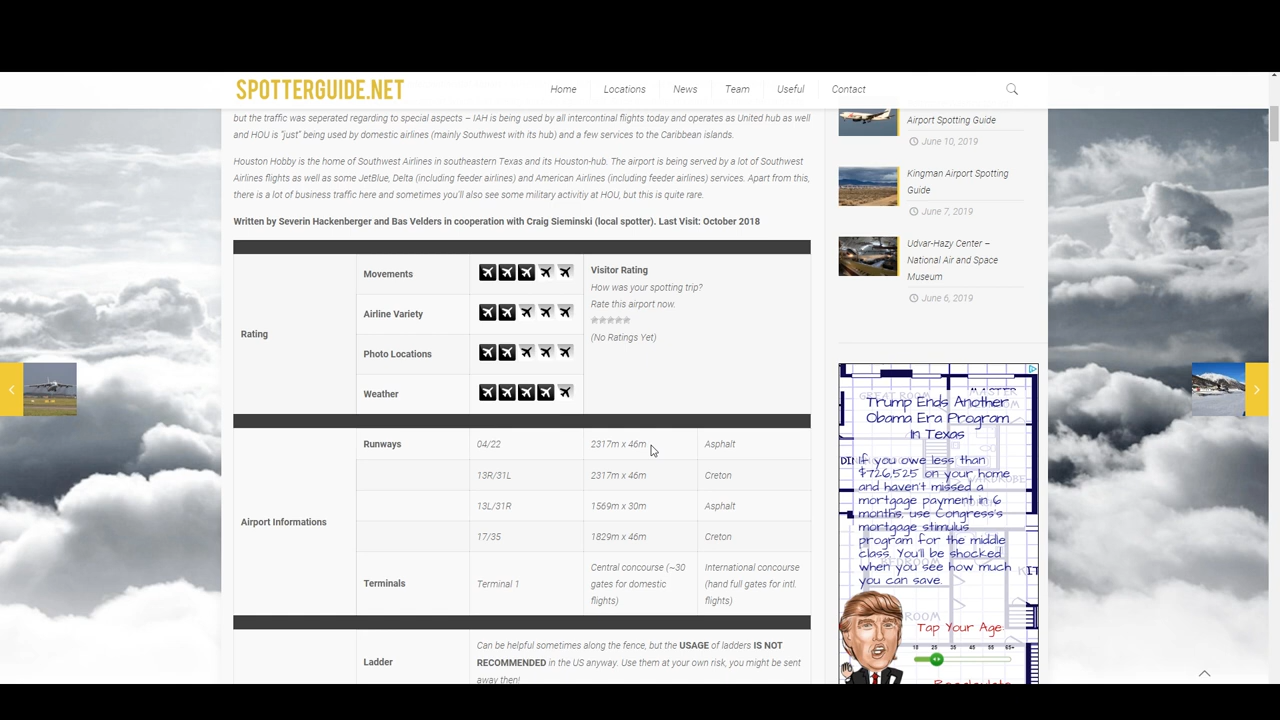 SPOTTERGUIDE.NET
Home
Locations
News
Team
Useful
Contact
but the traffic was seperated regarding to special aspects – IAH is being used by all intercontinal flights today and operates as United hub as well
and HOU is “just” being used by domestic airlines (mainly Southwest with its hub) and a few services to the Caribbean islands.
Houston Hobby is the home of Southwest Airlines in southeastern Texas and its Houston-hub. The airport is being served by a lot of Southwest
Airlines flights as well as some JetBlue, Delta (including feeder airlines) and American Airlines (including feeder airlines) services. Apart from this,
there is a lot of business traffic here and sometimes you’ll also see some military activitiy at HOU, but this is quite rare.
Written by Severin Hackenberger and Bas Velders in cooperation with Craig Sieminski (local spotter). Last Visit: October 2018
Rating
Movements
Airline Variety
Photo Locations
Weather
Visitor Rating
How was your spotting trip?
Rate this airport now.
(No Ratings Yet)
Airport Informations
Runways
04/22
2317m x 46m
Asphalt
13R/31L
2317m x 46m
Creton
13L/31R
1569m x 30m
Asphalt
17/35
1829m x 46m
Creton
Terminals
Terminal 1
Central concourse (~30
gates for domestic
flights)
International concourse
(hand full gates for intl.
flights)
Ladder
Can be helpful sometimes along the fence, but the USAGE of ladders IS NOT
RECOMMENDED in the US anyway. Use them at your own risk, you might be sent
away then!
Airport Spotting Guide
June 10, 2019
Kingman Airport Spotting
Guide
June 7, 2019
Udvar-Hazy Center –
National Air and Space
Museum
June 6, 2019
Trump Ends Another
Obama Era Program
In Texas
If you owe less than
$726,525 on your home
and haven't missed a
mortgage payment in 6
months, use Congress's
mortgage stimulus
program for the middle
class. You'll be shocked
when you see how much
you can save.
Tap Your Age: